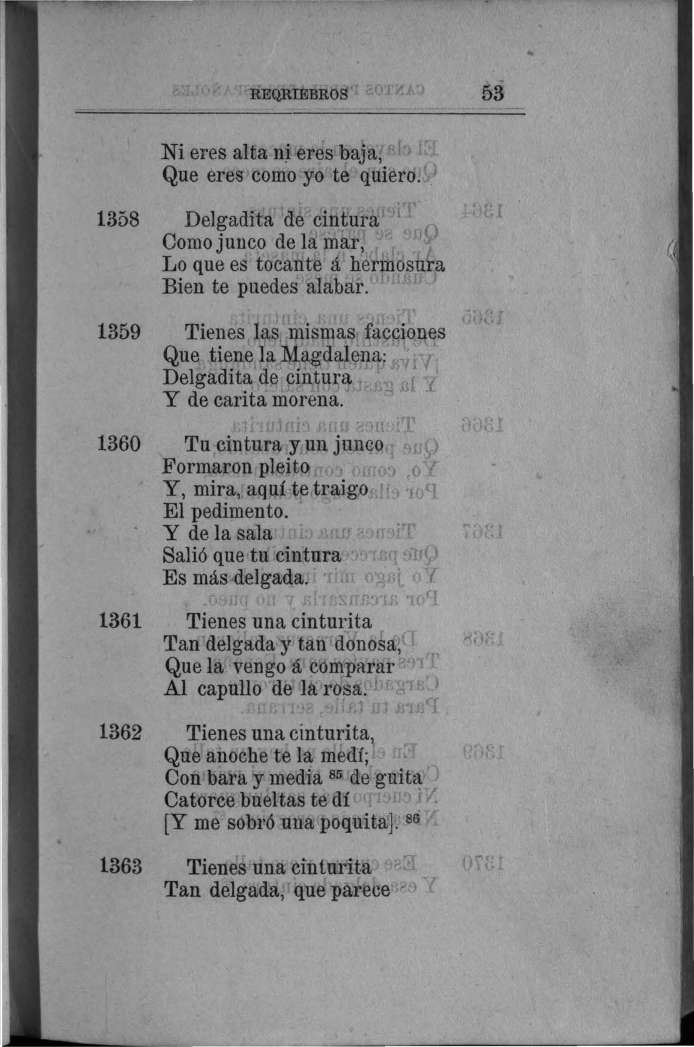 REQRIEBROS 53
Ni eres alta ni eres baja,
Que eres como yo te quiero.
1358 Delgadita de cintura
Como junco de la mar,
Lo que es tocante á hermosura
Bien te puedes alabar.
1359 Tienes las mismas facciones
Que tiene la Magdalena:
Delgadita de cintura
Y de carita morena.
1360 Tu cintura y un junco
Formaron pleito
Y, mira, aquí te traigo
El pedimento.
Y de la sala
Salió que tu cintura
Es más delgada.
1361 Tienes una cinturita
Tan delgada y tan donosa,
Que la vengo á comparar
Al capullo de la rosa.
1362 Tienes una cinturita,
Que anoche te la medí;
Con bara y media 85 de guita
Catorce bueltas te dí
[Y me sobró una poquita]. 86
1363 Tienes una cinturita
Tan delgada, que parece